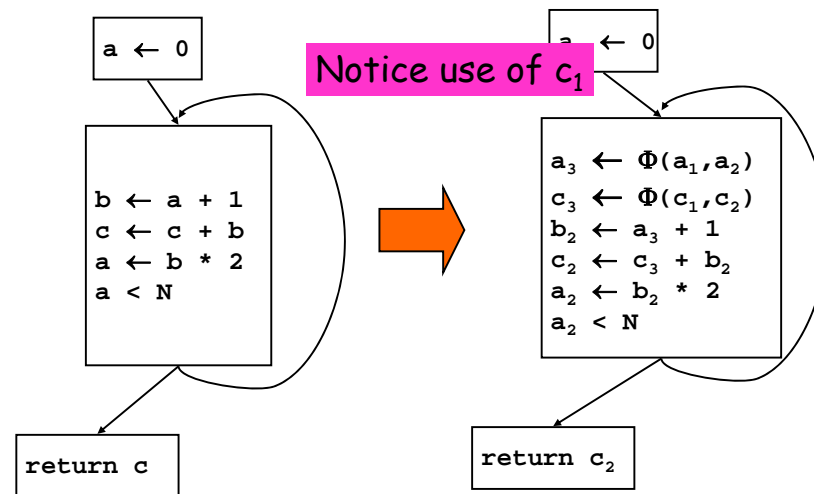 a ← 0
b ← a + 1
c ← c + b
a ← b * 2
a < N
return c
Notice use of c₁
← 0
a₃ ← Φ(a₁,a₂)
c₃ ← Φ(c₁,c₂)
b₂ ← a₃ + 1
c₂ ← c₃ + b₂
a₂ ← b₂ * 2
a₂ < N
return c₂